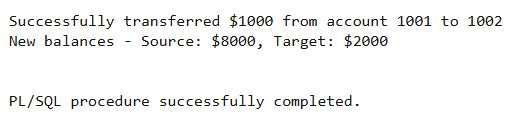 Successfully transferred $1000 from account 1001 to 1002
New balances - Source: $8000, Target: $2000
PL/SQL procedure successfully completed.